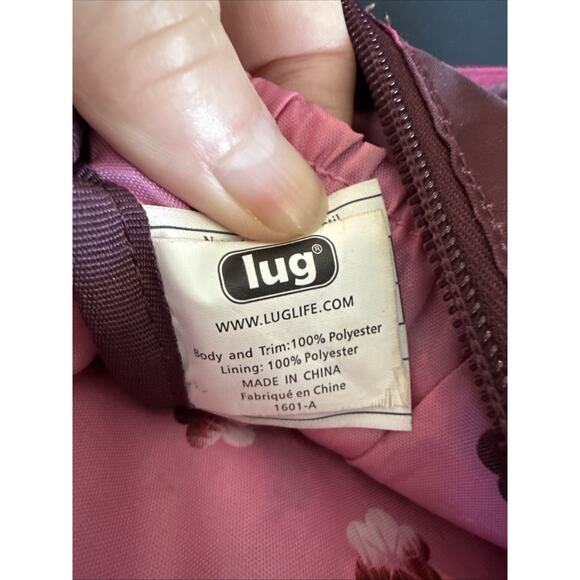 lug®
WWW.LUGLIFE.COM
Body and Trim:100% Polyester
Lining: 100% Polyester
MADE IN CHINA
Fabriqué en Chine
1601-A